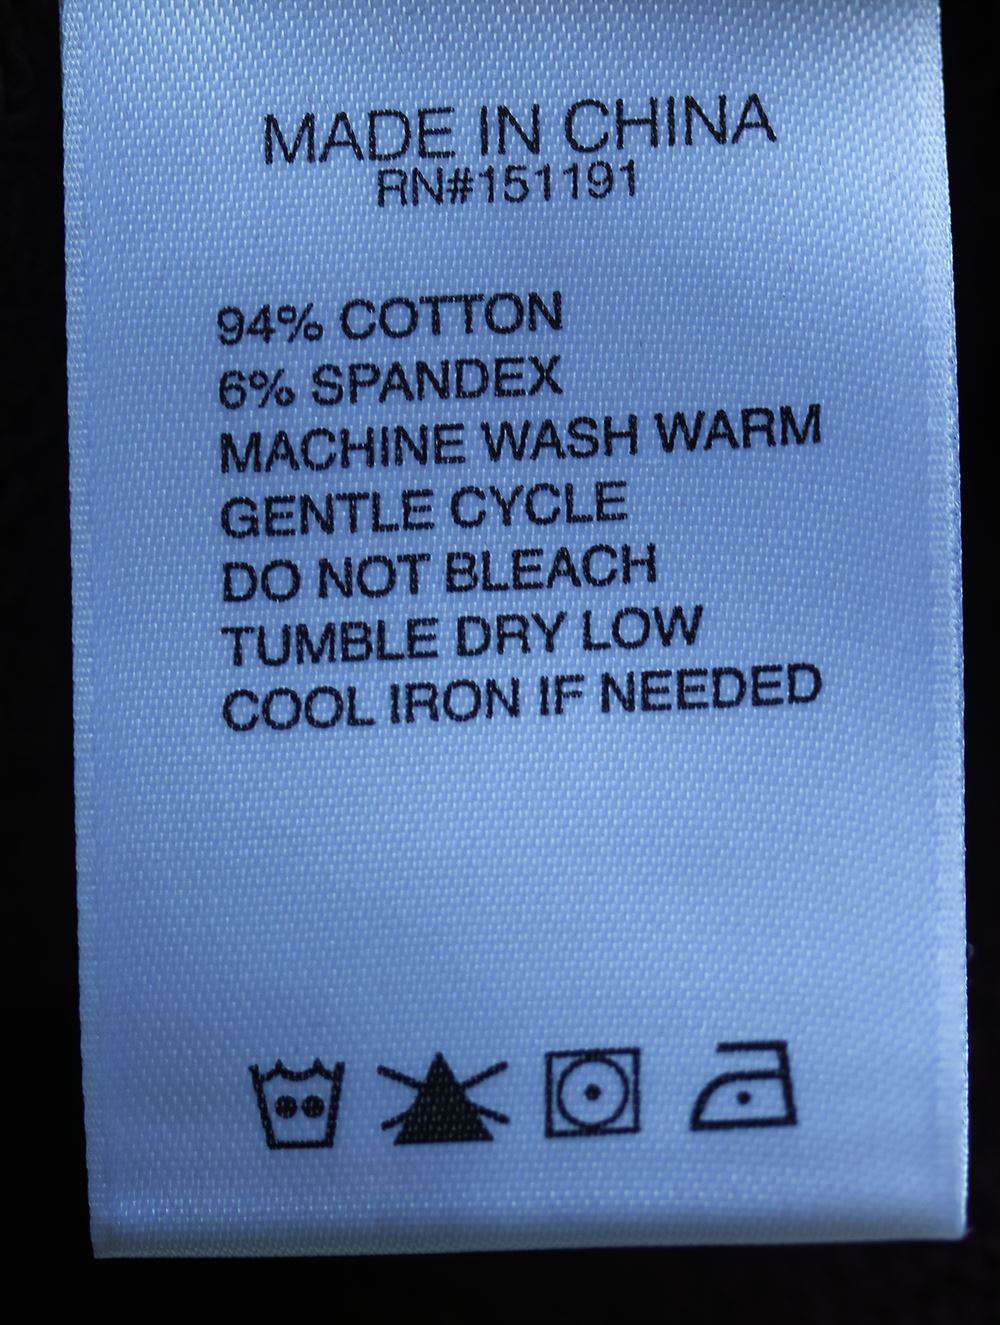 MADE IN CHINA
RN#151191
94% COTTON
6% SPANDEX
MACHINE WASH WARM
GENTLE CYCLE
DO NOT BLEACH
TUMBLE DRY LOW
COOL IRON IF NEEDED